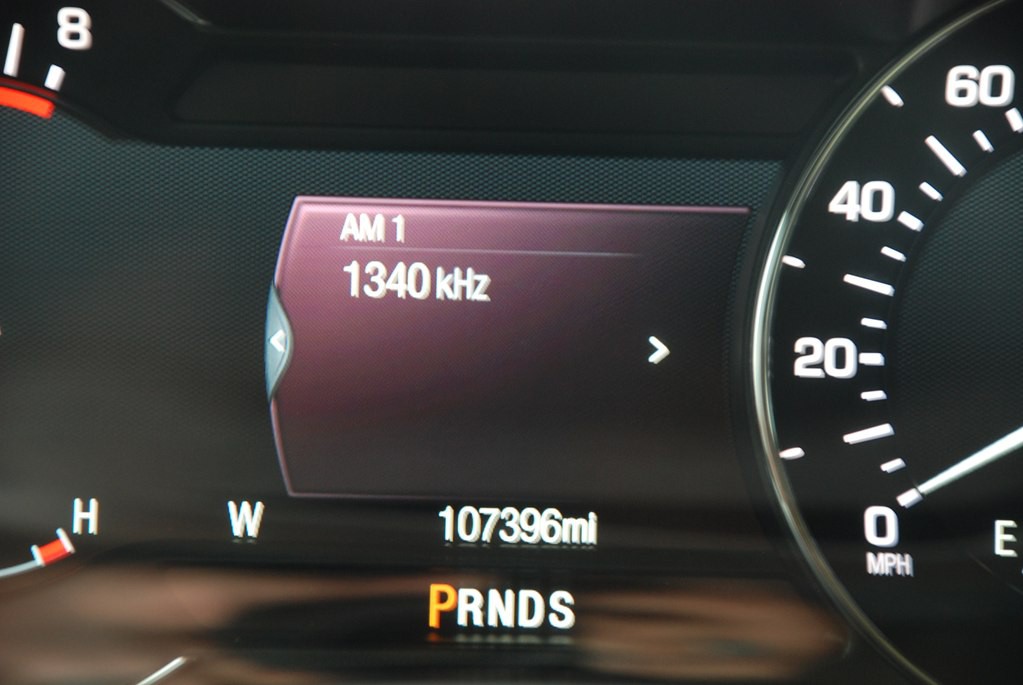 8
60
40
20
0
MPH
E
AM 1
1340 kHz
<
>
H
W
107396mi
PRNDS